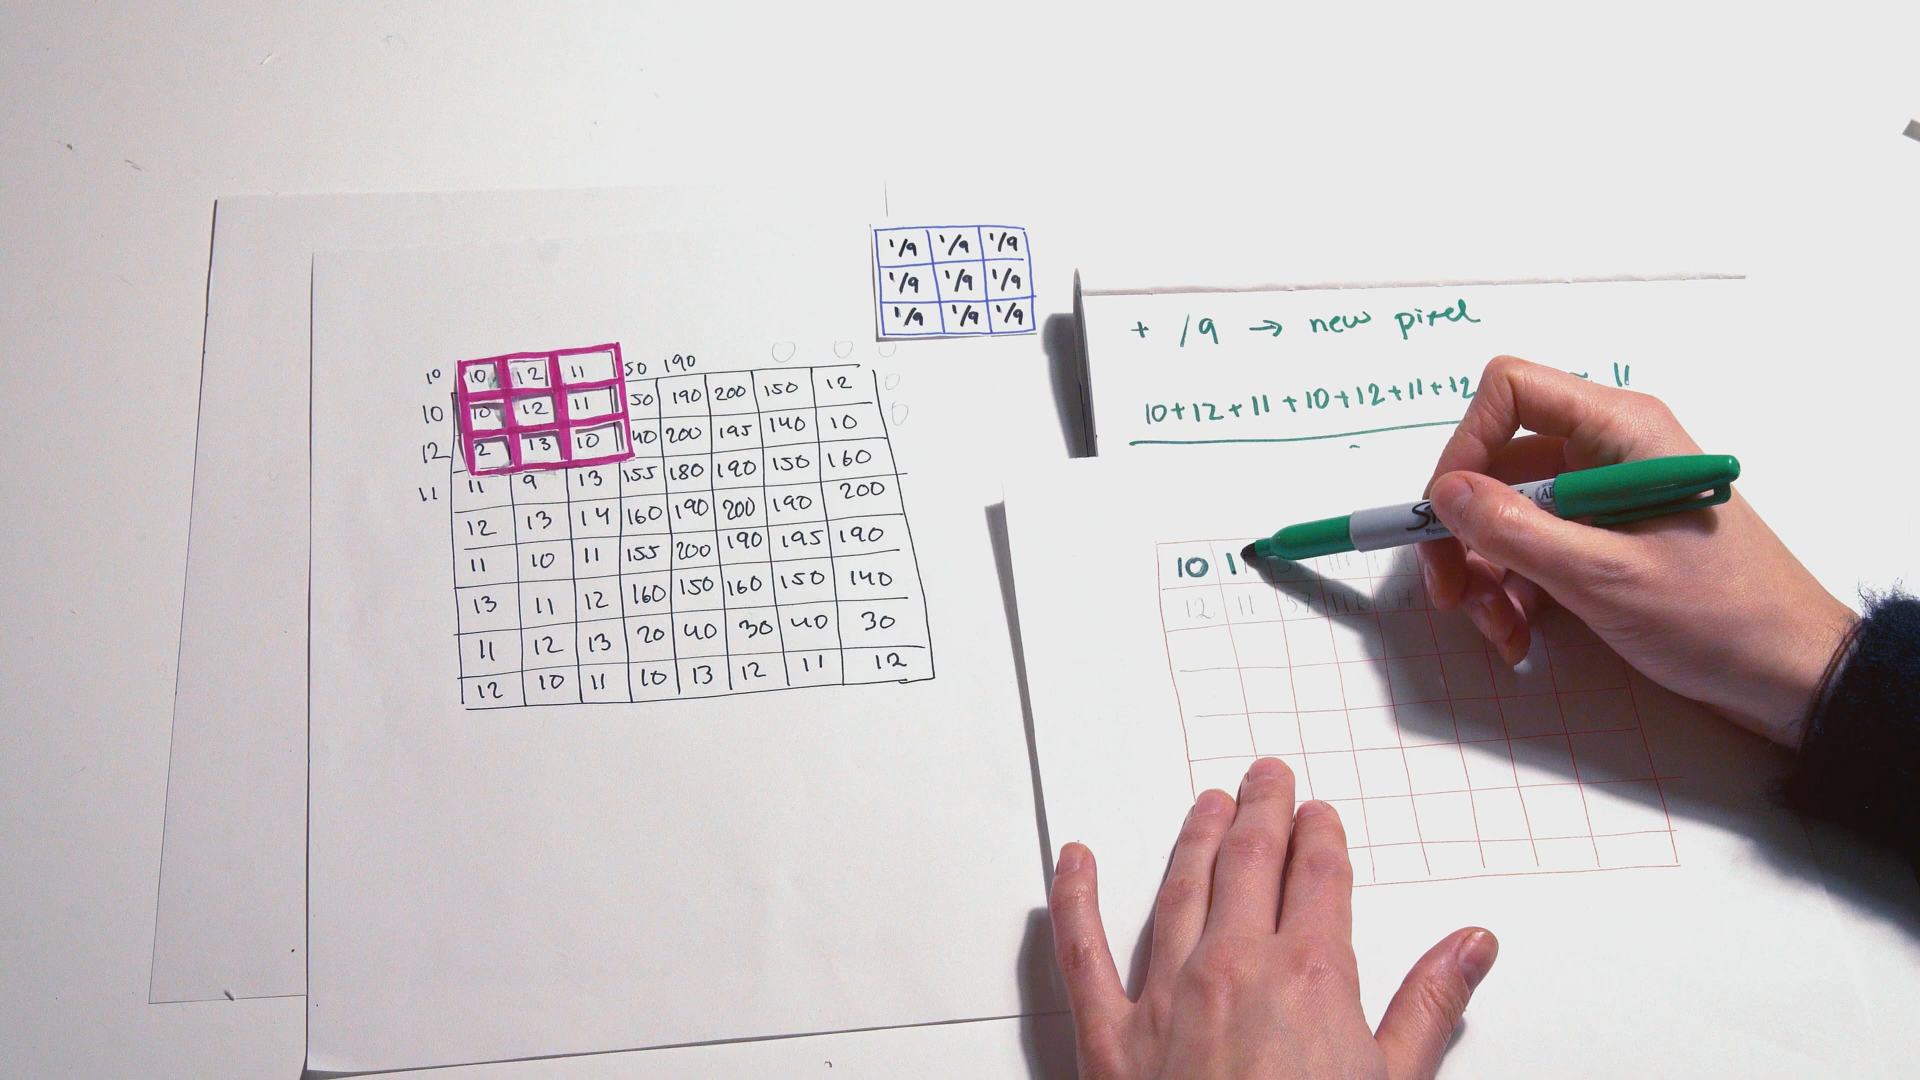 1/9 1/9 1/9
1/9 1/9 1/9
1/9 1/9 1/9
+ /9 → new pixel
10+12+11+10+12+11+12
11
10 10 12 11 50 190
10 10 12 11 50 190 200 150 12
12 2 13 10 40 200 195 140 10
11 11 9 13 155 180 190 150 160
12 13 14 160 190 200 190 200
11 10 11 155 200 190 195 190
13 11 12 160 150 160 150 140
11 12 13 20 40 30 40 30
12 10 11 10 13 12 11 12
10 1
12 11 57